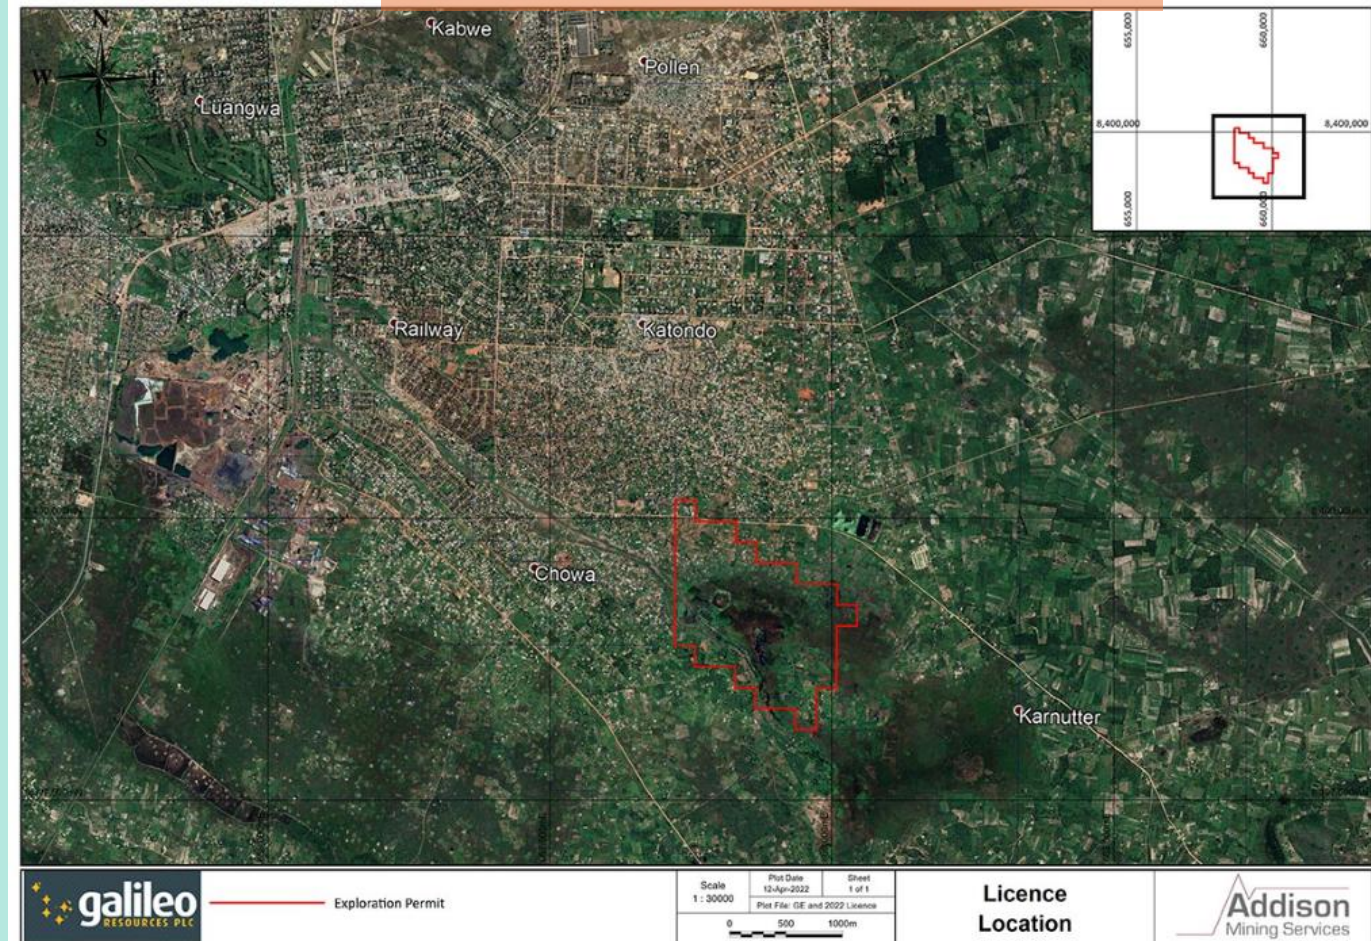 N
W E
S
Kabwe
Pollen
Luangwa
655,000
660,000
8,400,000
8,400,000
655,000
660,000
Railway
Katondo
Chowa
Karnutter
galileo
RESOURCES PLC
Exploration Permit
Scale
1 : 30000
Plot Date
12-Apr-2022
Sheet
1 of 1
Plot File: GE and 2022 Licence
0 500 1000m
Licence
Location
Addison
Mining Services